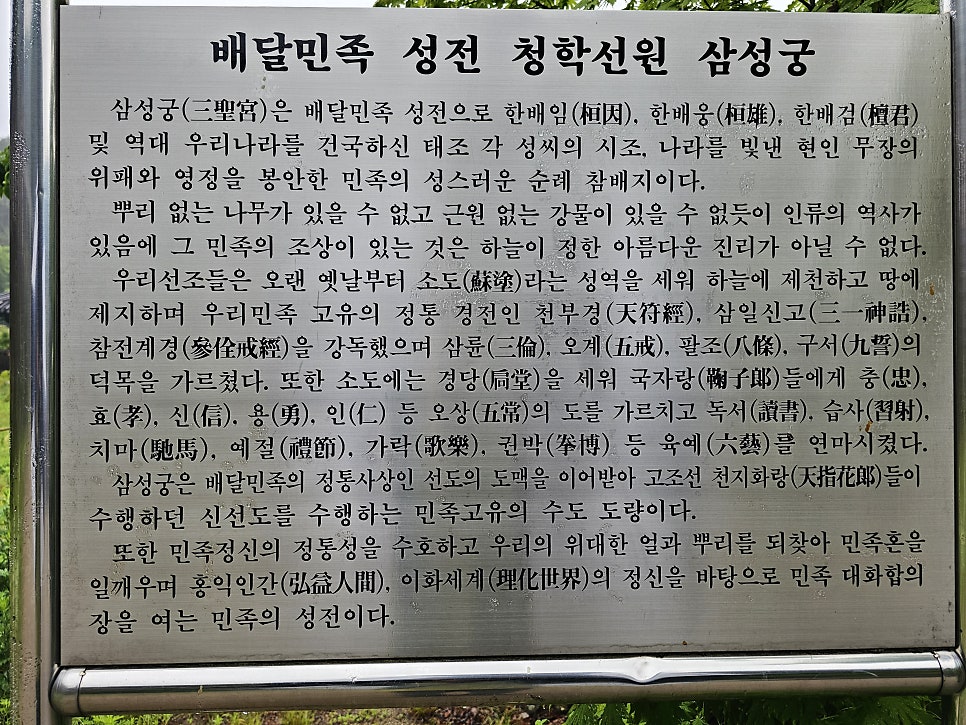 배달민족 성전 청학선원 삼성궁
삼성궁(三聖宮)은 배달민족 성전으로 한배임(桓因), 한배웅(桓雄), 한배검(檀君)
및 역대 우리나라를 건국하신 태조 각 성씨의 시조, 나라를 빛낸 현인 무장의
위패와 영정을 봉안한 민족의 성스러운 순례 참배지이다.
뿌리 없는 나무가 있을 수 없고 근원 없는 강물이 있을 수 없듯이 인류의 역사가
있음에 그 민족의 조상이 있는 것은 하늘이 정한 아름다운 진리가 아닐 수 없다.
우리선조들은 오랜 옛날부터 소도(蘇塗)라는 성역을 세워 하늘에 제천하고 땅에
제지하며 우리민족 고유의 정통 경전인 천부경(天符經), 삼일신고(三一神誥),
참전계경(參佺戒經)을 강독했으며 삼륜(三倫), 오계(五戒), 팔조(八條), 구서(九誓)의
덕목을 가르쳤다. 또한 소도에는 경당(扃堂)을 세워 국자랑(鞠子郞)들에게 충(忠),
효(孝), 신(信), 용(勇), 인(仁) 등 오상(五常)의 도를 가르치고 독서(讀書), 습사(習射),
치마(馳馬), 예절(禮節), 가락(歌樂), 권박(拳博) 등 육예(六藝)를 연마시켰다.
삼성궁은 배달민족의 정통사상인 선도의 도맥을 이어받아 고조선 천지화랑(天指花郞)들이
수행하던 신선도를 수행하는 민족고유의 수도 도량이다.
또한 민족정신의 정통성을 수호하고 우리의 위대한 얼과 뿌리를 되찾아 민족혼을
일깨우며 홍익인간(弘益人間), 이화세계(理化世界)의 정신을 바탕으로 민족 대화합의
장을 여는 민족의 성전이다.